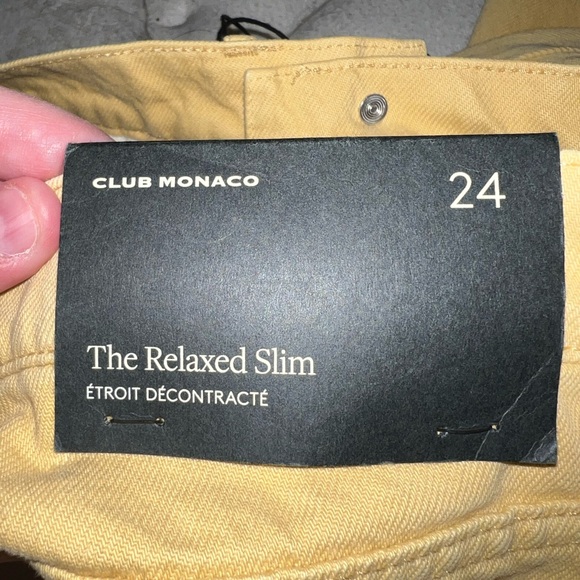 CLUB MONACO
24
The Relaxed Slim
ÉTROIT DÉCONTRACTÉ